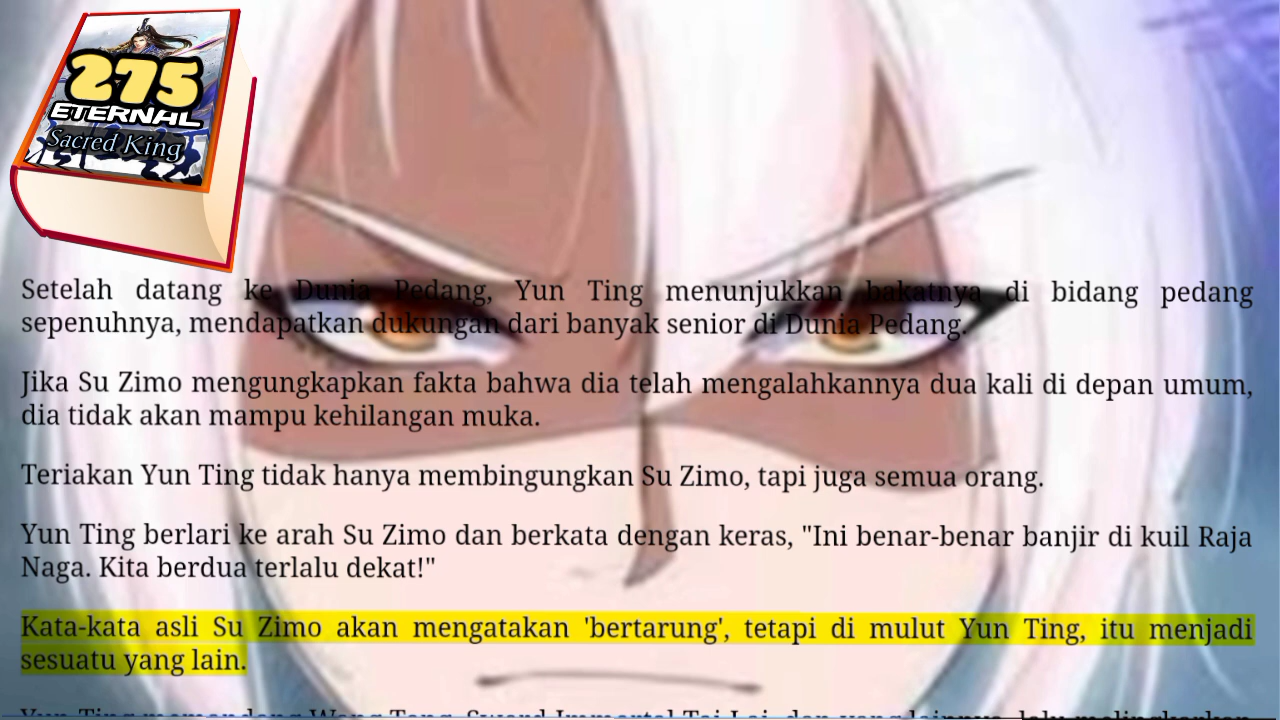 275
ETERNAL
Sacred King
Setelah datang ke Dunia Pedang, Yun Ting menunjukkan bakatnya di bidang pedang
sepenuhnya, mendapatkan dukungan dari banyak senior di Dunia Pedang.
Jika Su Zimo mengungkapkan fakta bahwa dia telah mengalahkannya dua kali di depan umum,
dia tidak akan mampu kehilangan muka.
Teriakan Yun Ting tidak hanya membingungkan Su Zimo, tapi juga semua orang.
Yun Ting berlari ke arah Su Zimo dan berkata dengan keras, "Ini benar-benar banjir di kuil Raja
Naga. Kita berdua terlalu dekat!"
Kata-kata asli Su Zimo akan mengatakan 'bertarung', tetapi di mulut Yun Ting, itu menjadi
sesuatu yang lain.